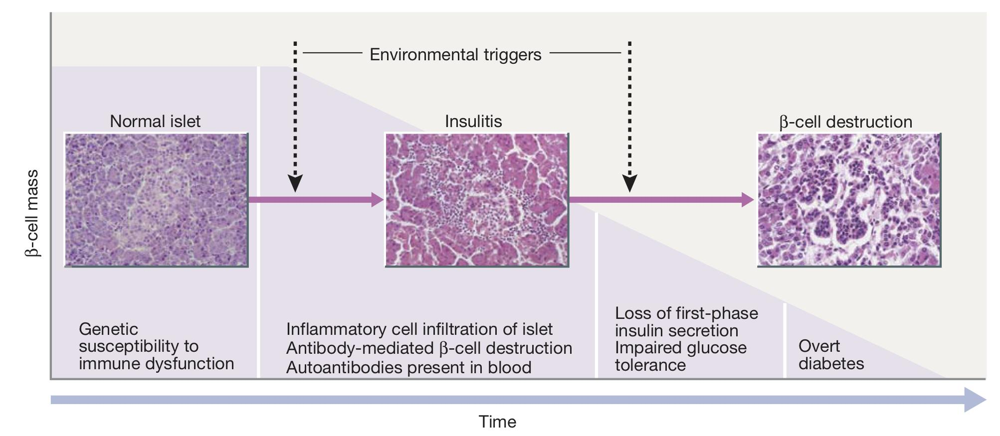 Environmental triggers
Normal islet
Insulitis
β-cell destruction
β-cell mass
Genetic
susceptibility to
immune dysfunction
Inflammatory cell infiltration of islet
Antibody-mediated β-cell destruction
Autoantibodies present in blood
Loss of first-phase
insulin secretion
Impaired glucose
tolerance
Overt
diabetes
Time